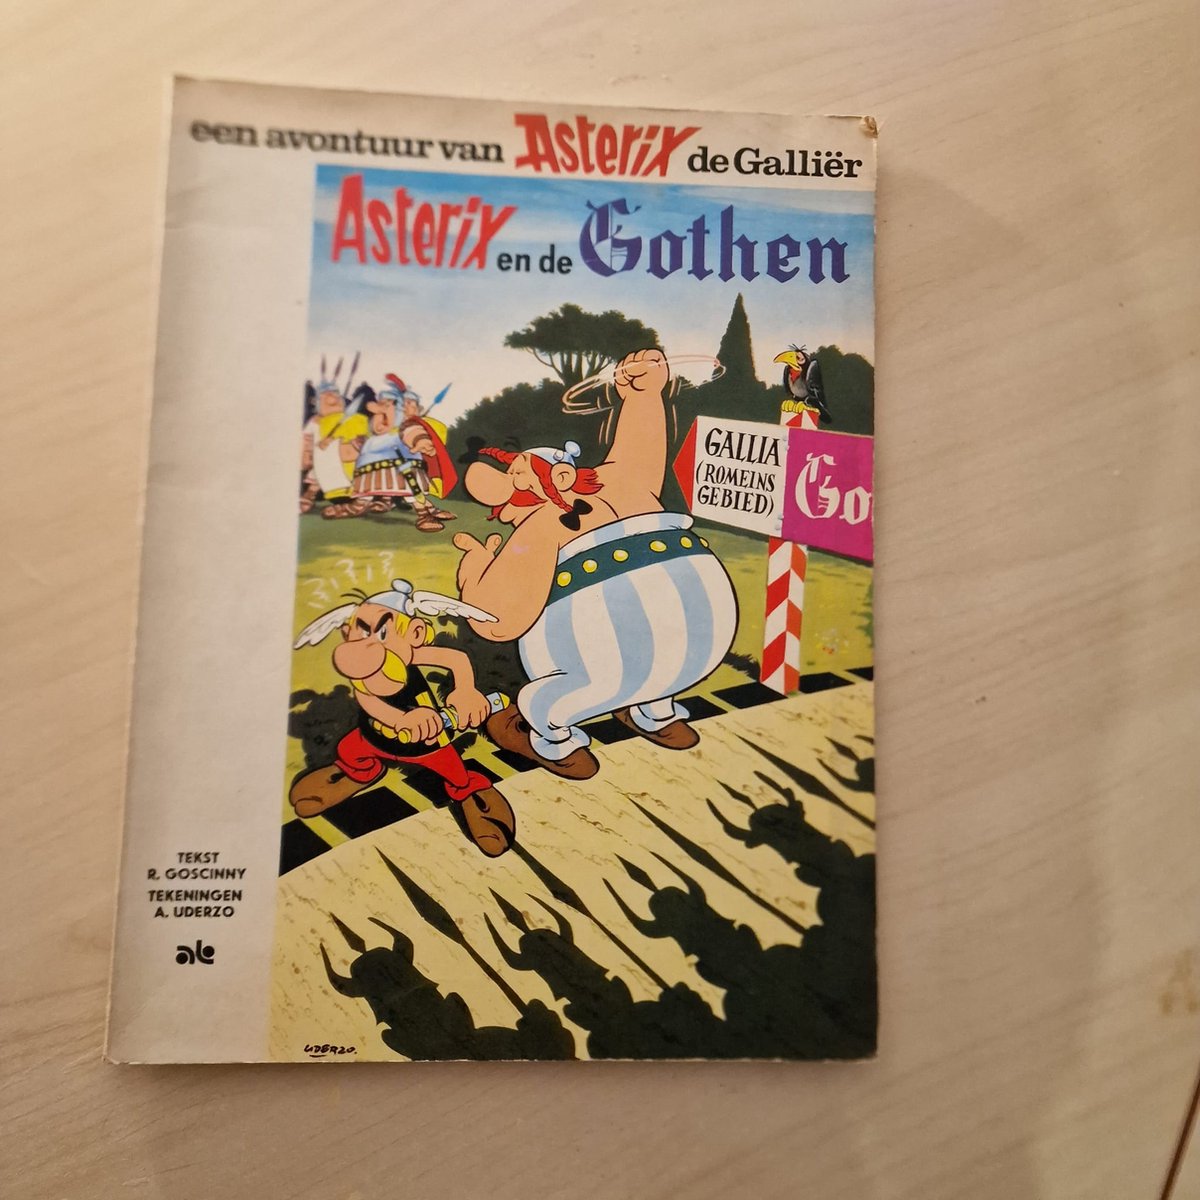 een avontuur van Asterix de Galliër
Asterix en de Gothen
GALLIA
(ROMEINS
GEBIED)
Go
TEKST
R. GOSCINNY
TEKENINGEN
A. UDERZO
UDERZO.